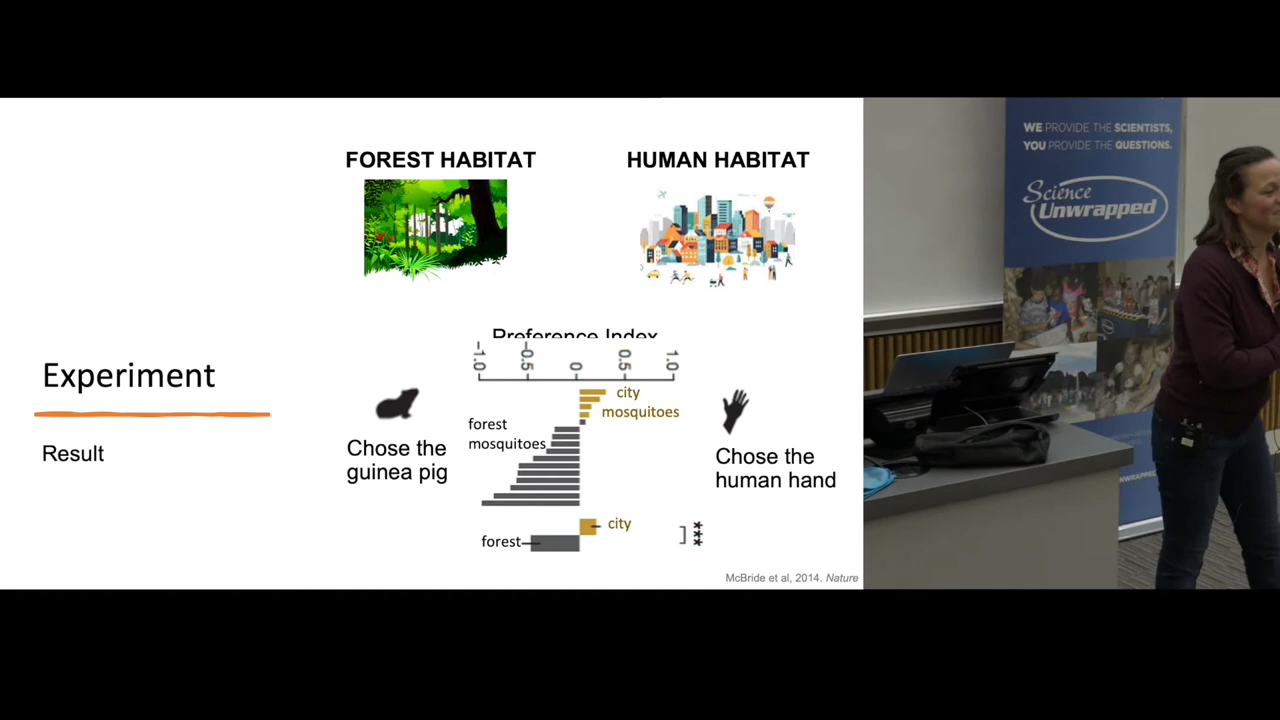 FOREST HABITAT
HUMAN HABITAT
Experiment
Result
Preference Index
-1.0
-0.5
0
0.5
1.0
city
mosquitoes
forest
mosquitoes
Chose the
guinea pig
Chose the
human hand
city
forest
***
McBride et al, 2014. Nature
WE PROVIDE THE SCIENTISTS,
YOU PROVIDE THE QUESTIONS.
Science
Unwrapped